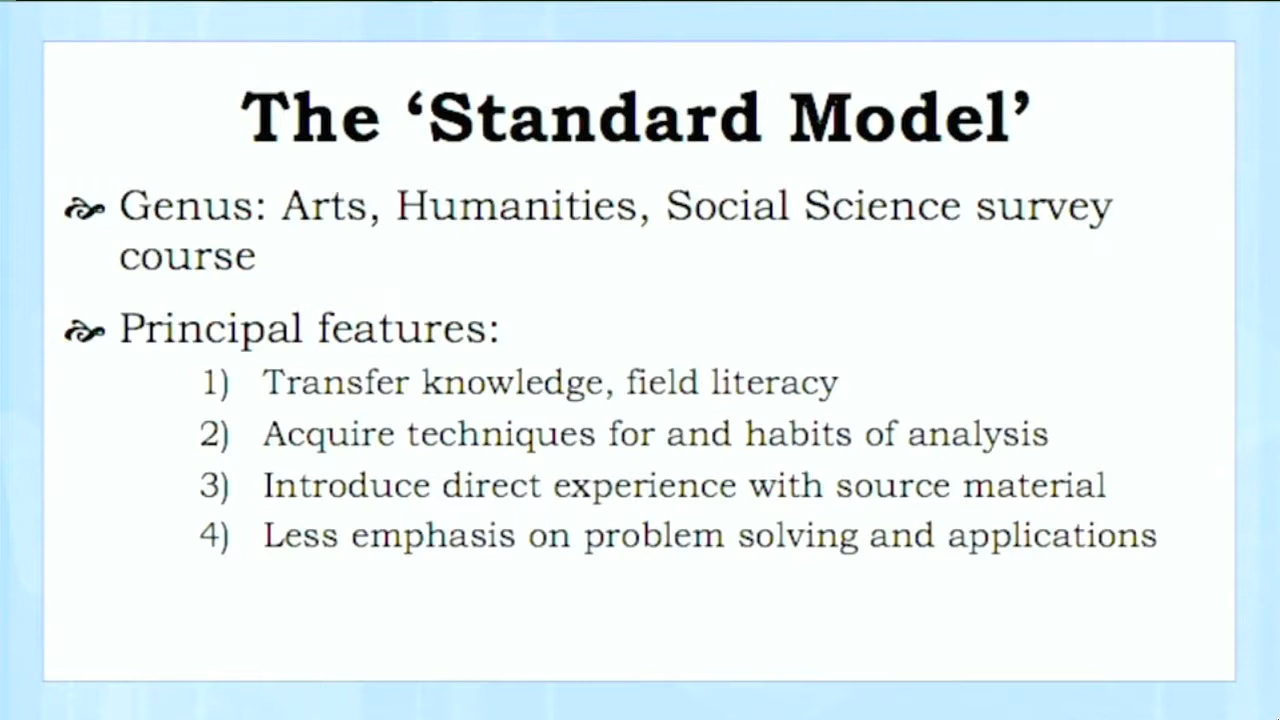 The ‘Standard Model’
Genus: Arts, Humanities, Social Science survey
course
Principal features:
1) Transfer knowledge, field literacy
2) Acquire techniques for and habits of analysis
3) Introduce direct experience with source material
4) Less emphasis on problem solving and applications